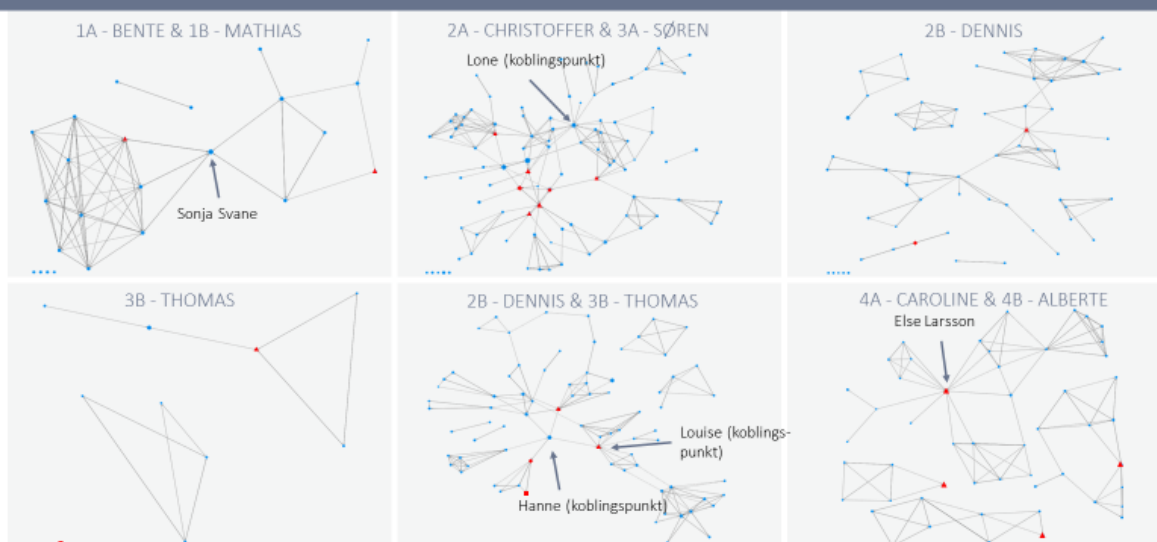 1A - BENTE & 1B - MATHIAS
Sonja Svane
2A - CHRISTOFFER & 3A - SØREN
Lone (koblingspunkt)
2B - DENNIS
3B - THOMAS
2B - DENNIS & 3B - THOMAS
Louise (koblings-
punkt)
Hanne (koblingspunkt)
4A - CAROLINE & 4B - ALBERTE
Else Larsson